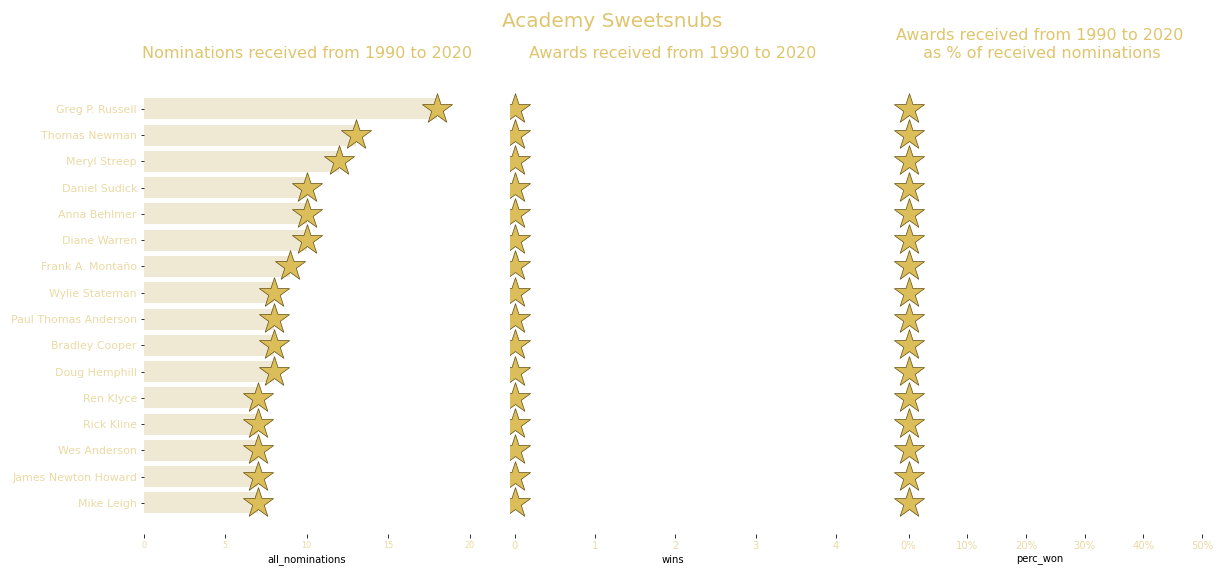 Academy Sweetsnubs
Nominations received from 1990 to 2020
Awards received from 1990 to 2020
Awards received from 1990 to 2020
as % of received nominations
Greg P. Russell
Thomas Newman
Meryl Streep
Daniel Sudick
Anna Behlmer
Diane Warren
Frank A. Montaño
Wylie Stateman
Paul Thomas Anderson
Bradley Cooper
Doug Hemphill
Ren Klyce
Rick Kline
Wes Anderson
James Newton Howard
Mike Leigh
0 5 10 15 20
all_nominations
0 1 2 3 4
wins
0% 10% 20% 30% 40% 50%
perc_won